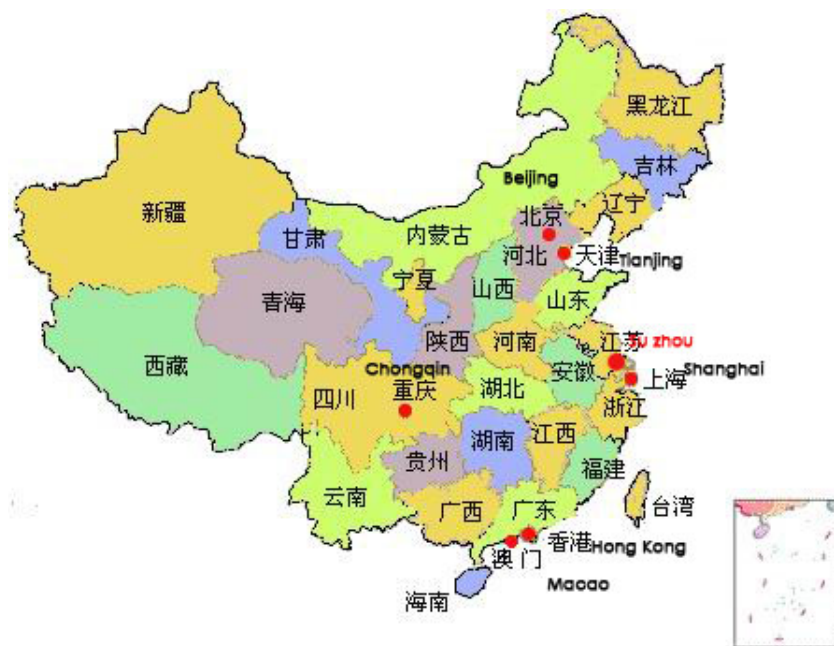 黑龙江
吉林
Beijing
辽宁
新疆
北京
甘肃
内蒙古
河北
天津
Tianjing
宁夏
山西
青海
山东
陕西
河南
江苏
zhou
西藏
Chongqin
安徽
Shanghai
上海
四川
重庆
湖北
浙江
湖南
江西
贵州
福建
云南
广西
广东
台湾
香港
Hong Kong
澳 门
Macao
海南